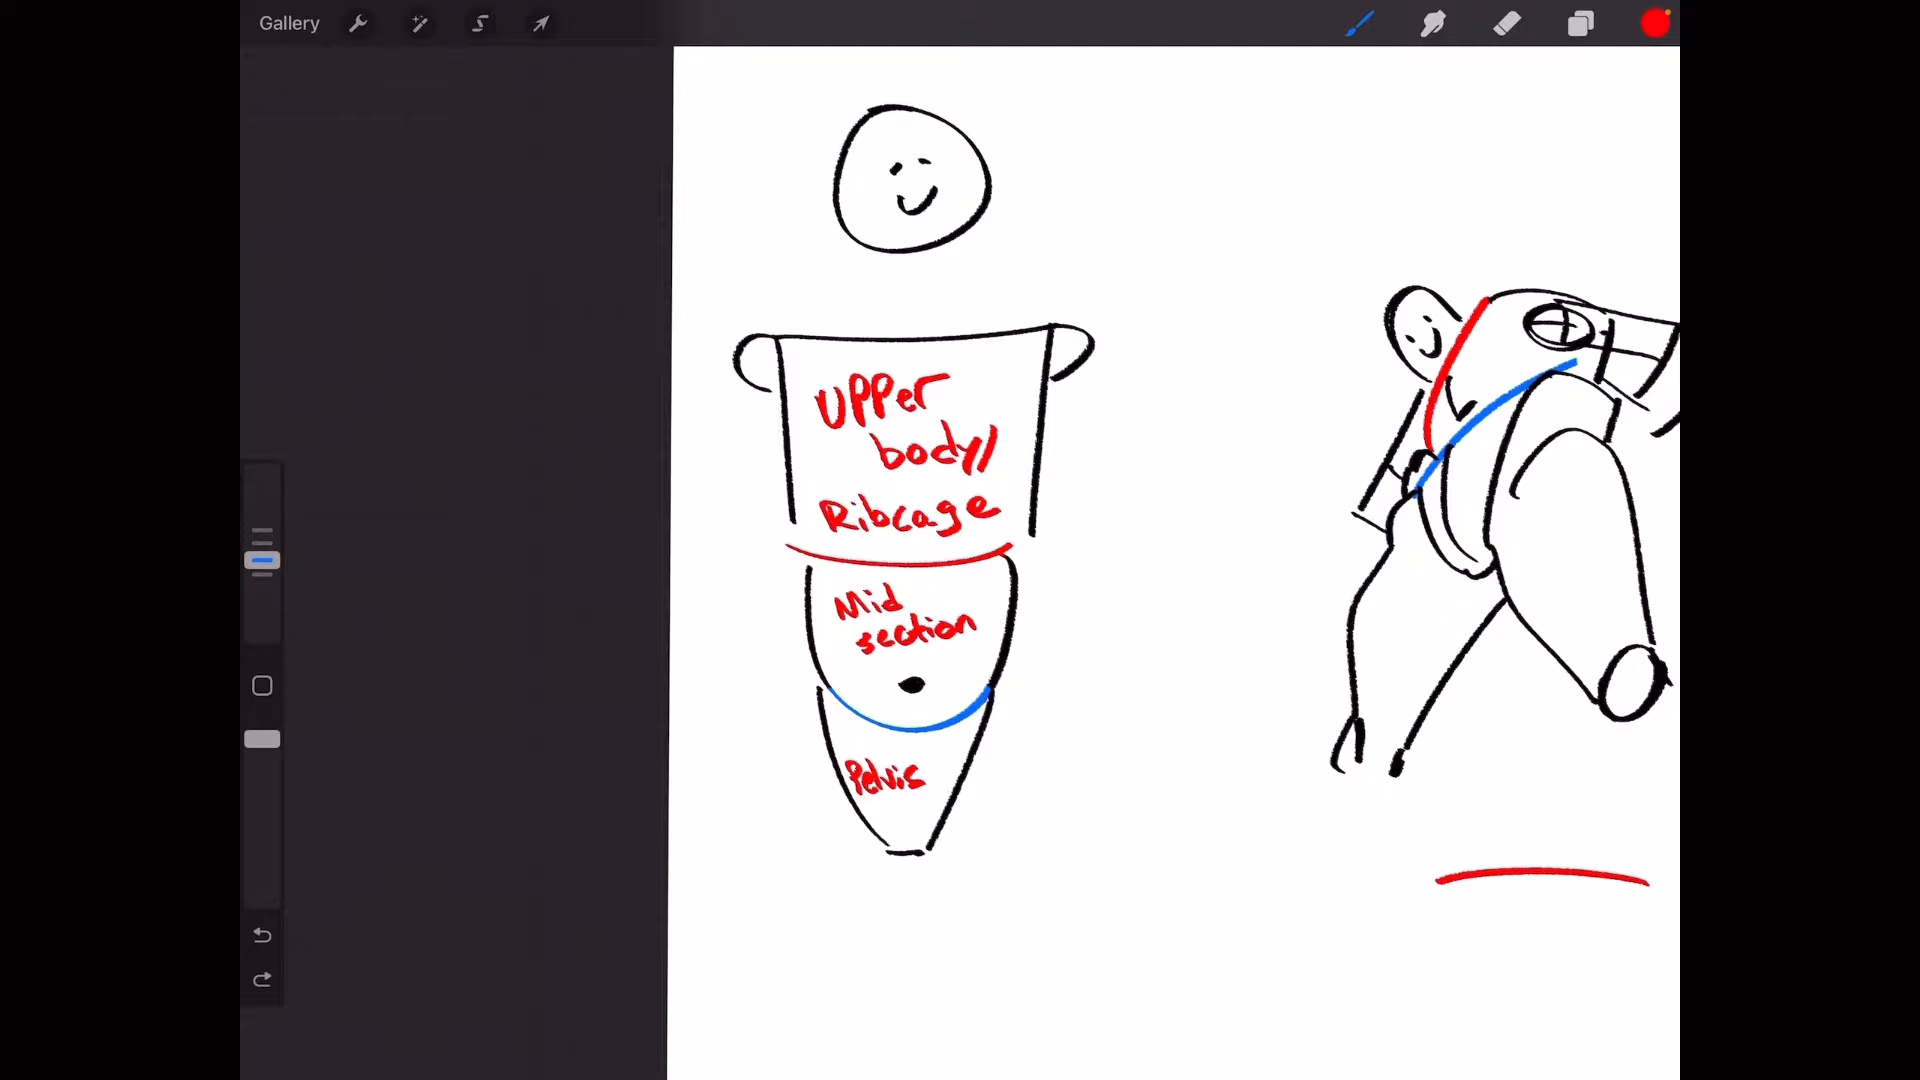 Gallery
Upper
body/
Ribcage
Mid
section
Pelvis